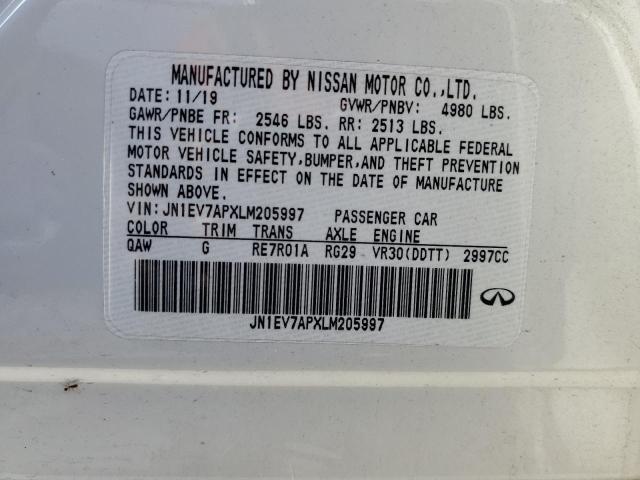 MANUFACTURED BY NISSAN MOTOR CO.,LTD.
DATE: 11/19 GVWR/PNBV: 4980 LBS.
GAWR/PNBE FR: 2546 LBS. RR: 2513 LBS.
THIS VEHICLE CONFORMS TO ALL APPLICABLE FEDERAL
MOTOR VEHICLE SAFETY,BUMPER,AND THEFT PREVENTION
STANDARDS IN EFFECT ON THE DATE OF MANUFACTURE
SHOWN ABOVE.
VIN:JN1EV7APXLM205997 PASSENGER CAR
COLOR TRIM TRANS AXLE ENGINE
QAW G RE7R01A RG29 VR30(DDTT) 2997CC
JN1EV7APXLM205997